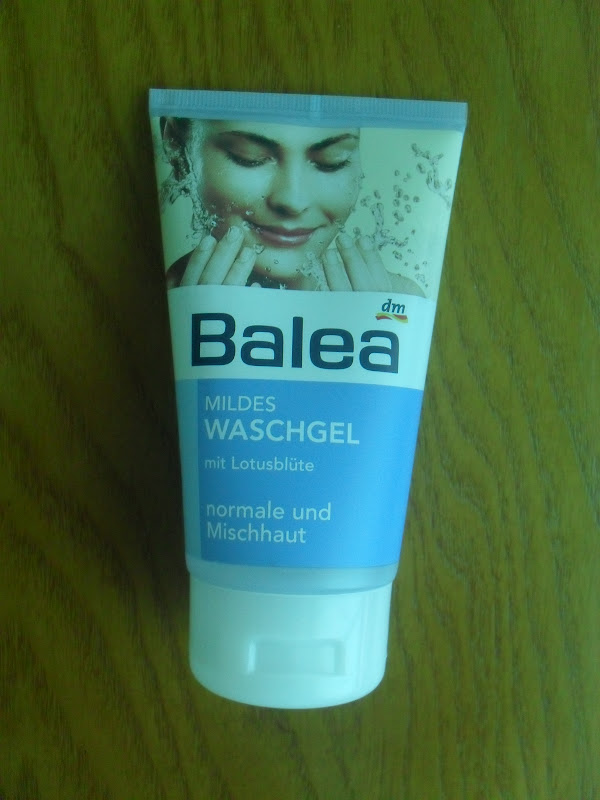 dm
Balea
MILDES
WASCHGEL
mit Lotusblüte
normale und
Mischhaut